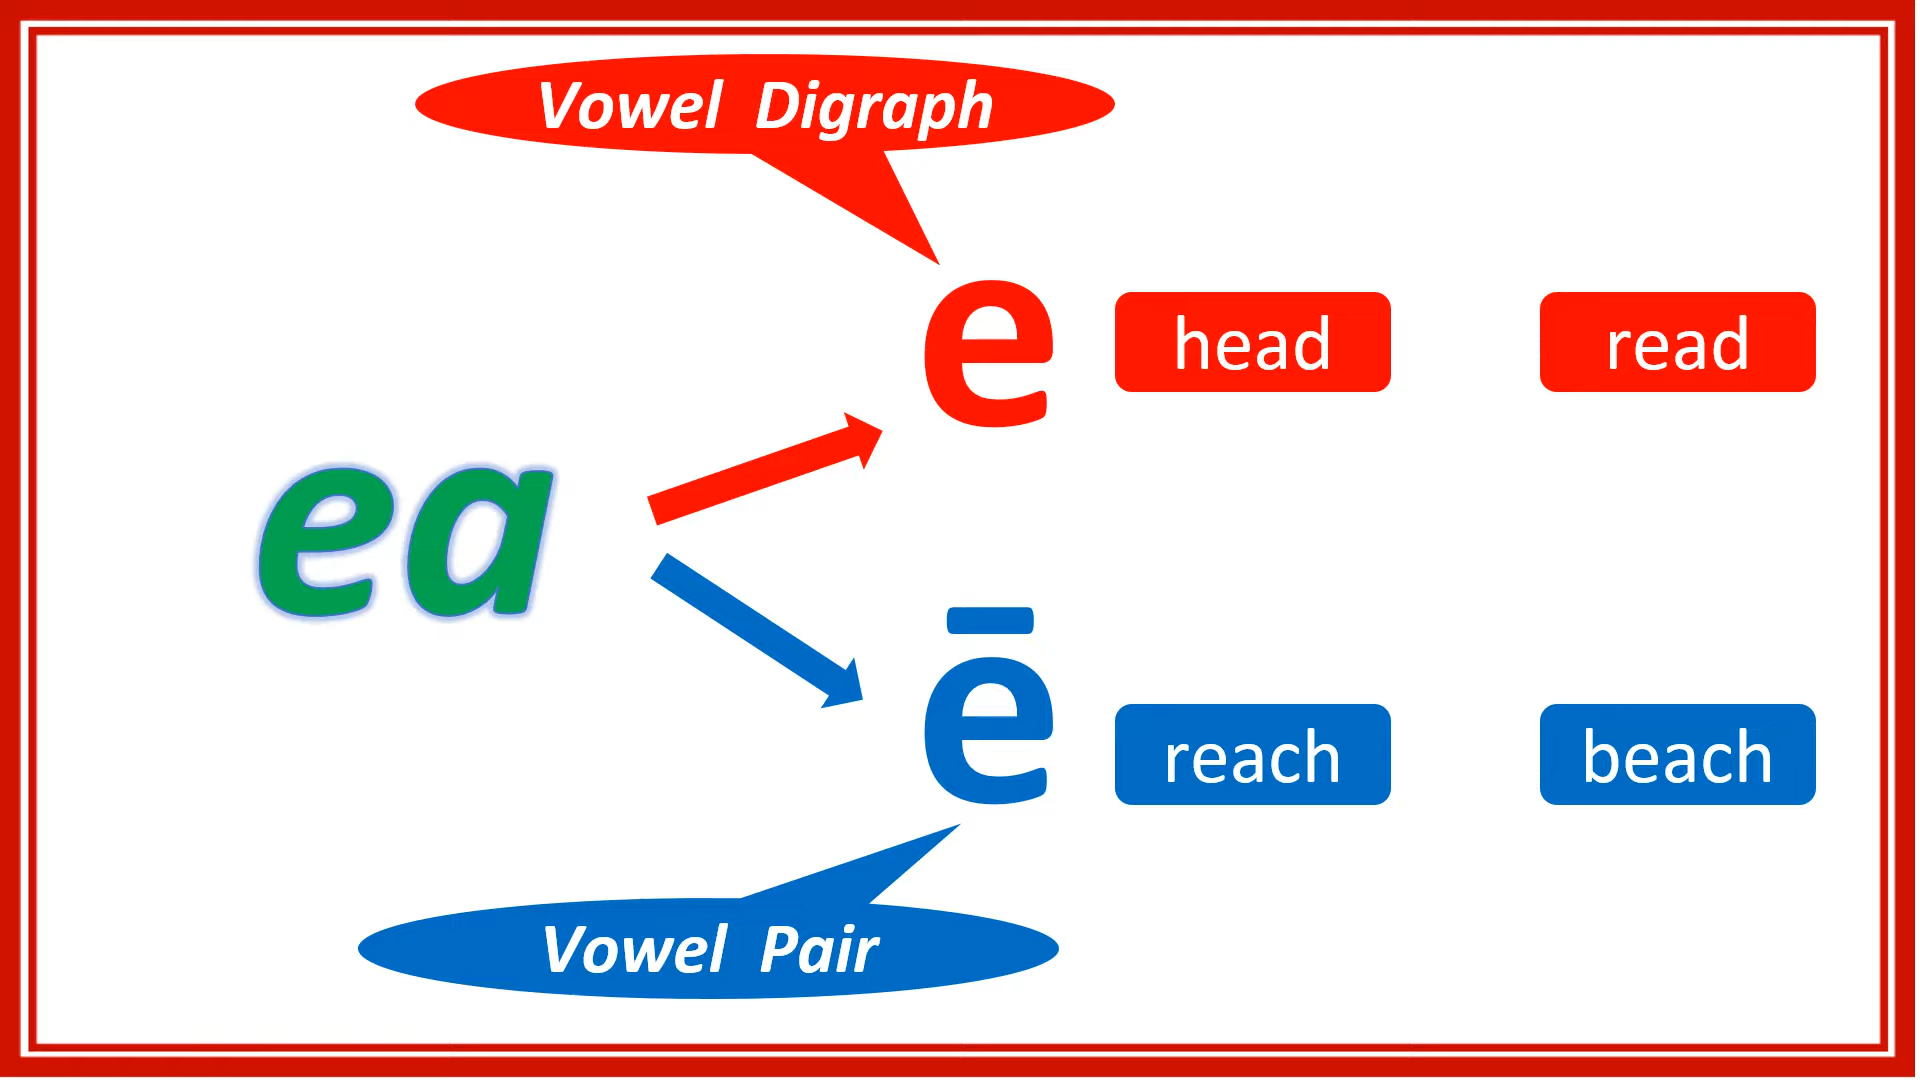 Vowel Digraph
e
head
read
ea
ē
reach
beach
Vowel Pair